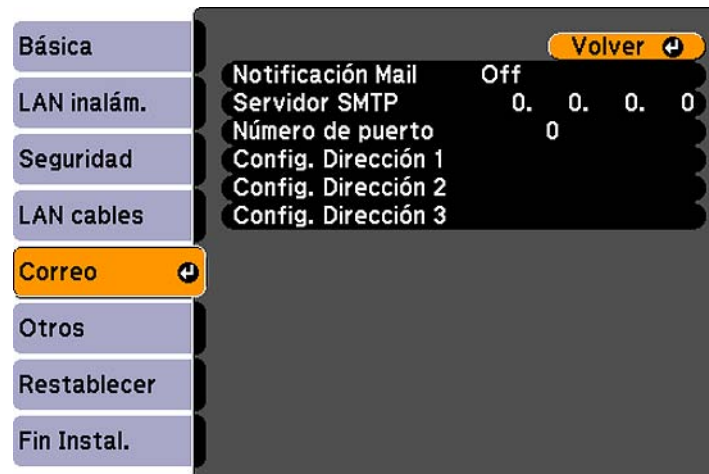 Básica
LAN inalám.
Seguridad
LAN cables
Correo
Otros
Restablecer
Fin Instal.
Volver
Notificación Mail Off
Servidor SMTP 0. 0. 0. 0
Número de puerto 0
Config. Dirección 1
Config. Dirección 2
Config. Dirección 3